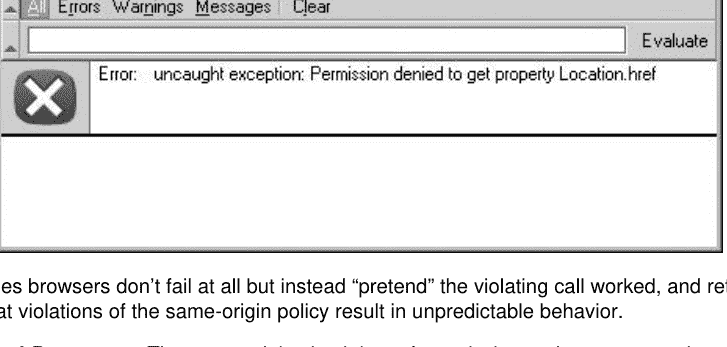 All Errors Warnings Messages Clear
Evaluate
Error: uncaught exception: Permission denied to get property Location.href
es browsers don’t fail at all but instead “pretend” the violating call worked, and re
at violations of the same-origin policy result in unpredictable behavior.